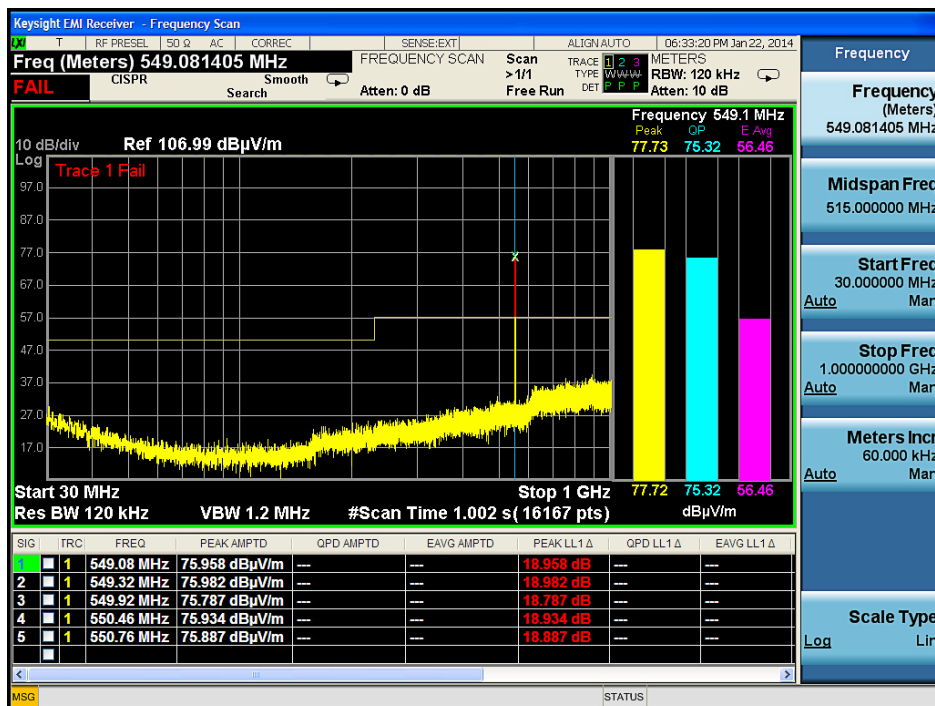 Keysight EMI Receiver - Frequency Scan
LXI T RF PRESEL 50 Ω AC CORREC SENSE:EXT ALIGN AUTO 06:33:20 PM Jan 22, 2014
Freq (Meters) 549.081405 MHz
FREQUENCY SCAN
FAIL
CISPR
Smooth
Search
Scan
>1/1
Atten: 0 dB
Free Run
TRACE 1 2 3
TYPE W W W
DET P P P
METERS
RBW: 120 kHz
Atten: 10 dB
Frequency 549.1 MHz
Peak QP E Avg
77.73 75.32 56.46
10 dB/div
Ref 106.99 dBµV/m
Log
Trace 1 Fail
97.0
87.0
77.0
67.0
57.0
47.0
37.0
27.0
17.0
77.72 75.32 56.46
dBµV/m
Start 30 MHz
Stop 1 GHz
Res BW 120 kHz
VBW 1.2 MHz
#Scan Time 1.002 s( 16167 pts)
SIG TRC FREQ PEAK AMPTD QPD AMPTD EAVG AMPTD PEAK LL1 Δ QPD LL1 Δ EAVG LL1 Δ
1 1 549.08 MHz 75.958 dBµV/m --- --- 18.958 dB --- ---
2 1 549.32 MHz 75.982 dBµV/m --- --- 18.982 dB --- ---
3 1 549.92 MHz 75.787 dBµV/m --- --- 18.787 dB --- ---
4 1 550.46 MHz 75.934 dBµV/m --- --- 18.934 dB --- ---
5 1 550.76 MHz 75.887 dBµV/m --- --- 18.887 dB --- ---
MSG
STATUS
Frequency
Frequency
(Meters)
549.081405 MHz
Midspan Freq
515.000000 MHz
Start Freq
30.000000 MHz
Auto Man
Stop Freq
1.000000000 GHz
Auto Man
Meters Incr
60.000 kHz
Auto Man
Scale Type
Log Lin